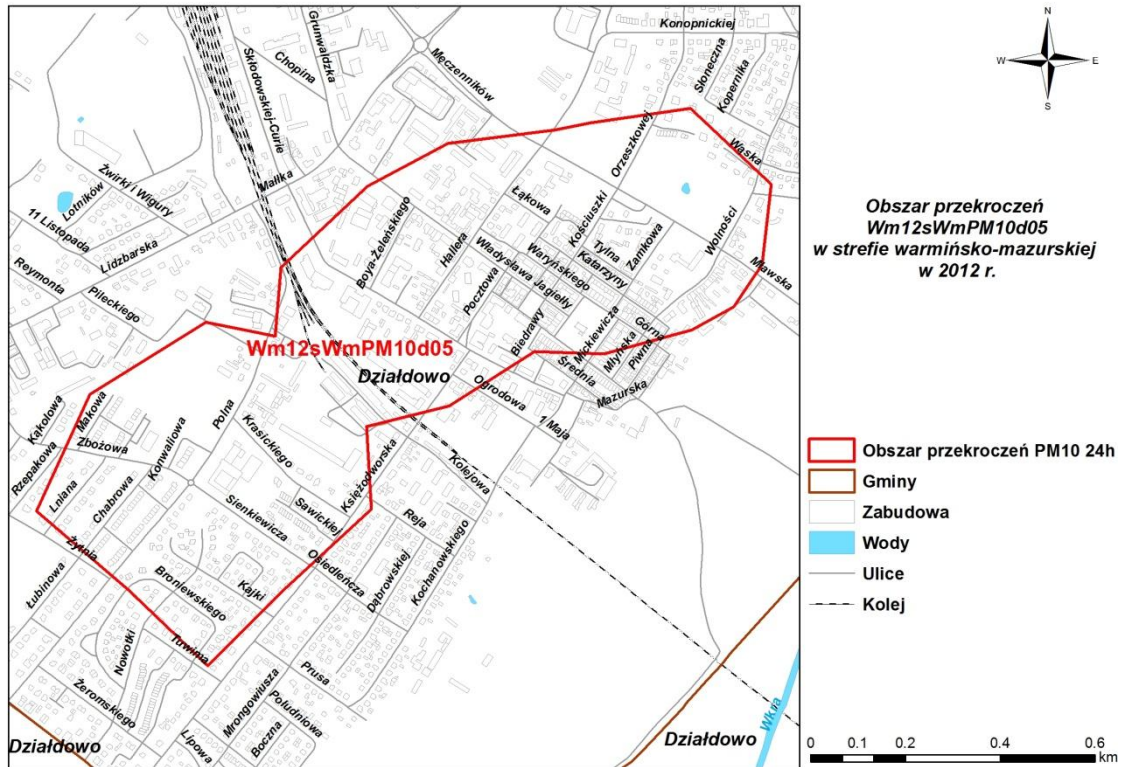 Konopnickiej
Grunwaldzka
Skłodowskiej-Curie
Chopina
Męczenników
Słoneczna
Kopernika
Orzeszkowej
Wąska
Małłka
Żwirki i Wigury
Lotników
11 Listopada
Lidzbarska
Reymonta
Pileckiego
Boya-Żeleńskiego
Hallera
Łąkowa
Kościuszki
Tylna
Zamkowa
Wolności
Władysława Jagiełły
Wańyńskiego
Katarzyny
Pocztowa
Mławska
Biedrawy
Mickiewicza
Górna
Młyńska
Piwna
Średnia
Mazurska
Wm12sWmPM10d05
Działdowo
Ogrodowa
1 Maja
Kąkolowa
Makowa
Zbożowa
Rzepakowa
Konwaliowa
Polna
Krasickiego
Lniana
Chabrowa
Księżodworska
Kolejowa
Sienkiewicza
Sawickiej
Reja
Żytnia
Osiedleńcza
Łubinowa
Broniewskiego
Kajki
Dąbrowskiej
Kochanowskiego
Nowotki
Tuwima
Prusa
Żeromskiego
Mrongowiusza
Południowa
Lipowa
Boczna
Wkra
Działdowo
Działdowo
N
W
E
S
Obszar przekroczeń
Wm12sWmPM10d05
w strefie warmińsko-mazurskiej
w 2012 r.
Obszar przekroczeń PM10 24h
Gminy
Zabudowa
Wody
Ulice
Kolej
0 0.1 0.2 0.4 0.6
km